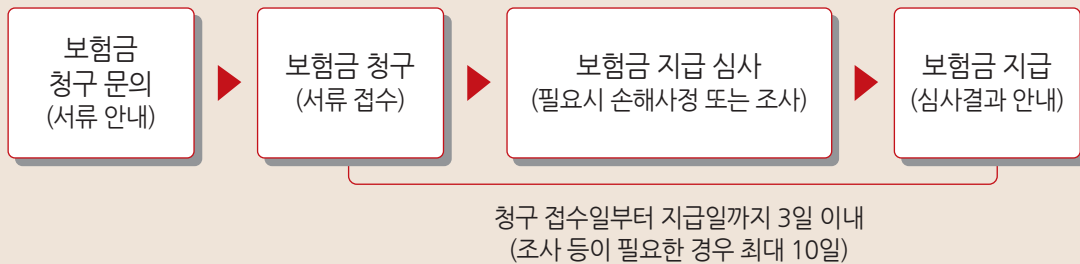 보험금
청구 문의
(서류 안내)
보험금 청구
(서류 접수)
보험금 지급 심사
(필요시 손해사정 또는 조사)
보험금 지급
(심사결과 안내)
청구 접수일부터 지급일까지 3일 이내
(조사 등이 필요한 경우 최대 10일)